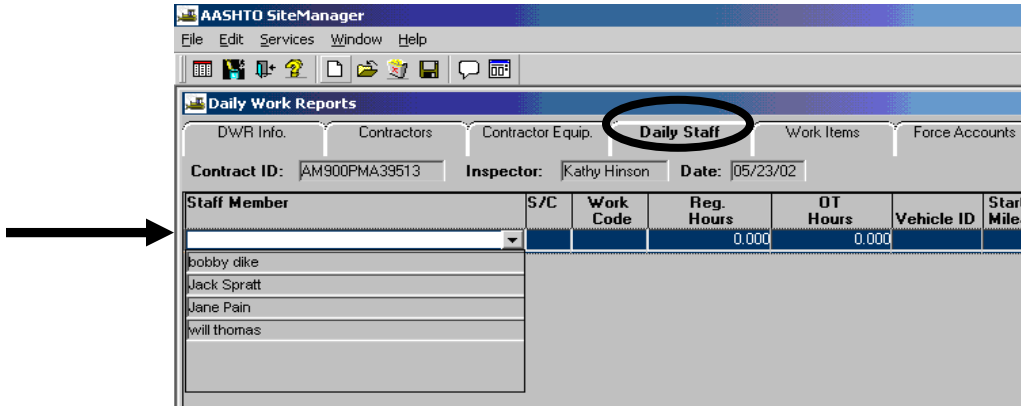 AASHTO SiteManager
File Edit Services Window Help
Daily Work Reports
DWR Info. Contractors Contractor Equip. Daily Staff Work Items Force Accounts
Contract ID: AM900PMA39513 Inspector: Kathy Hinson Date: 05/23/02
Staff Member S/C Work Code Reg. Hours OT Hours Vehicle ID
0.000 0.000
bobby dike
Jack Spratt
Jane Pain
will thomas